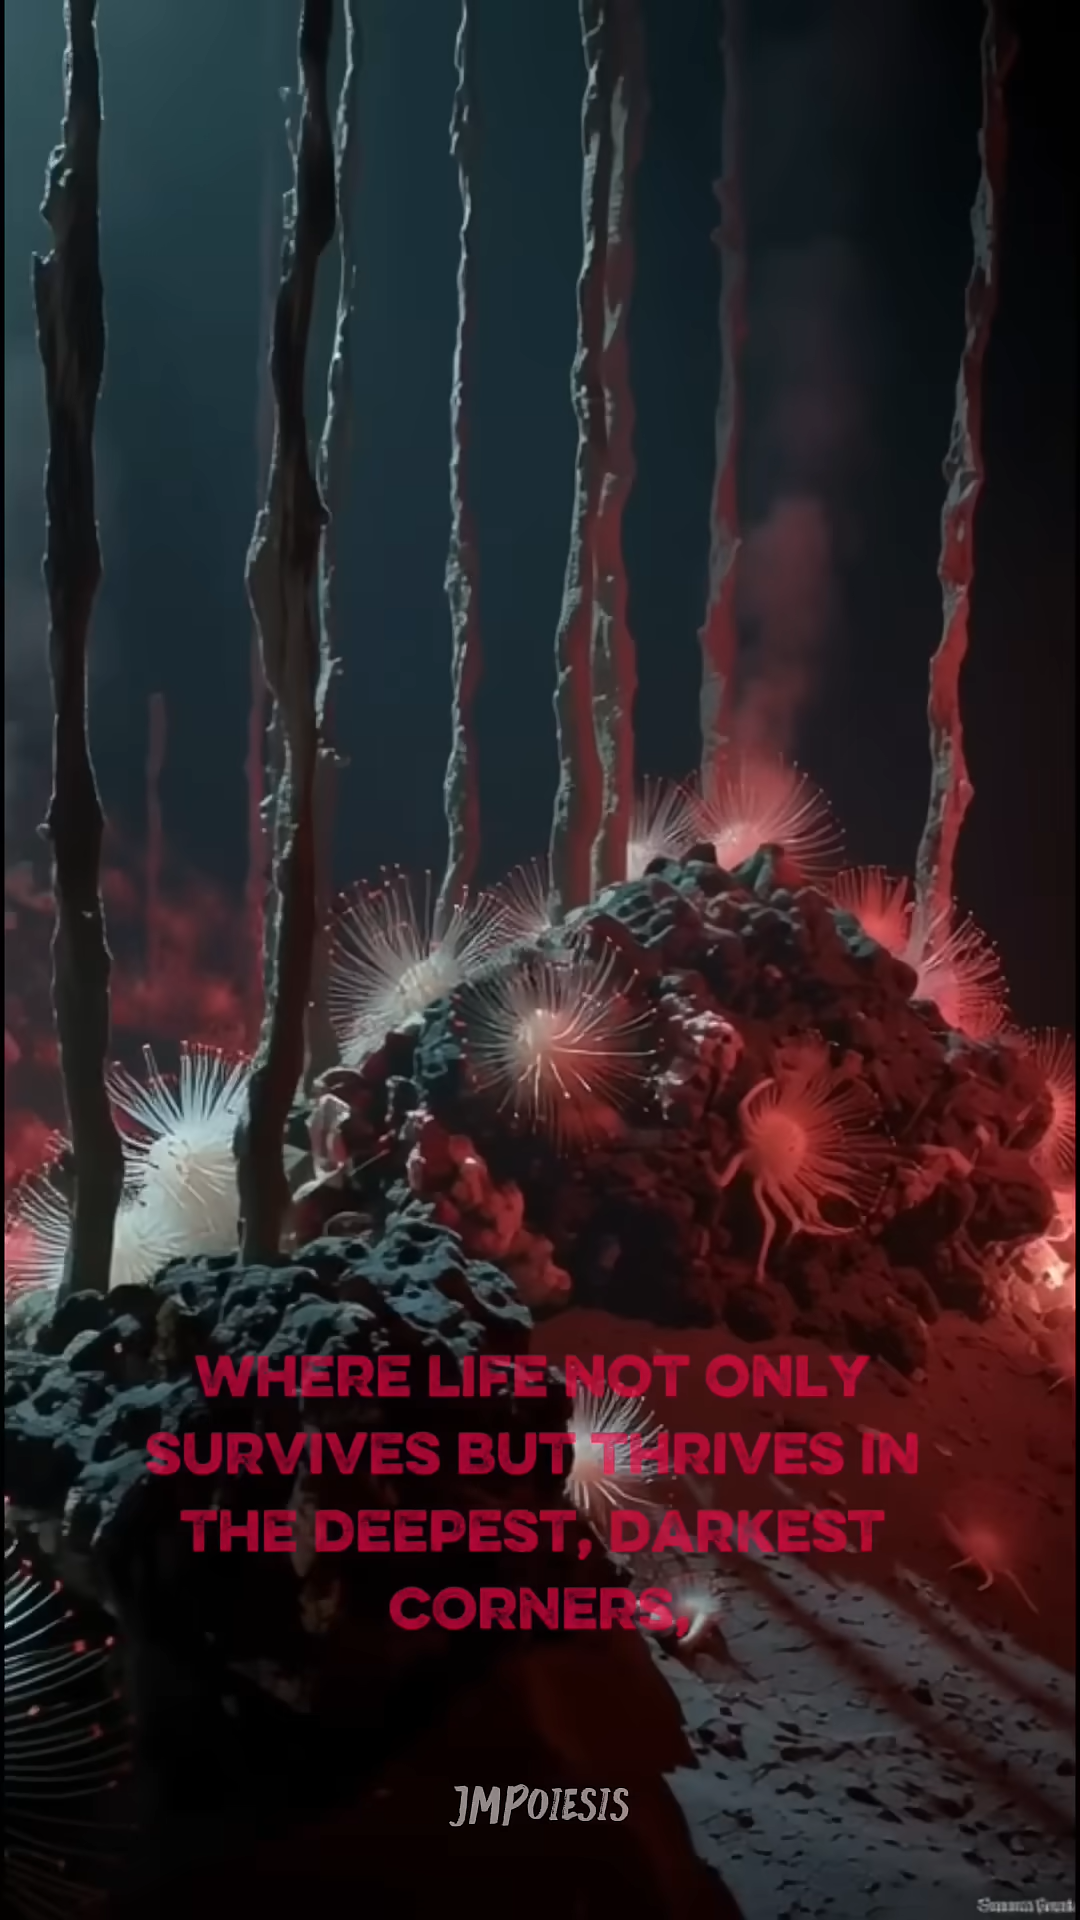 WHERE LIFE NOT ONLY
SURVIVES BUT THRIVES IN
THE DEEPEST, DARKEST
CORNERS,
JMPOIESIS